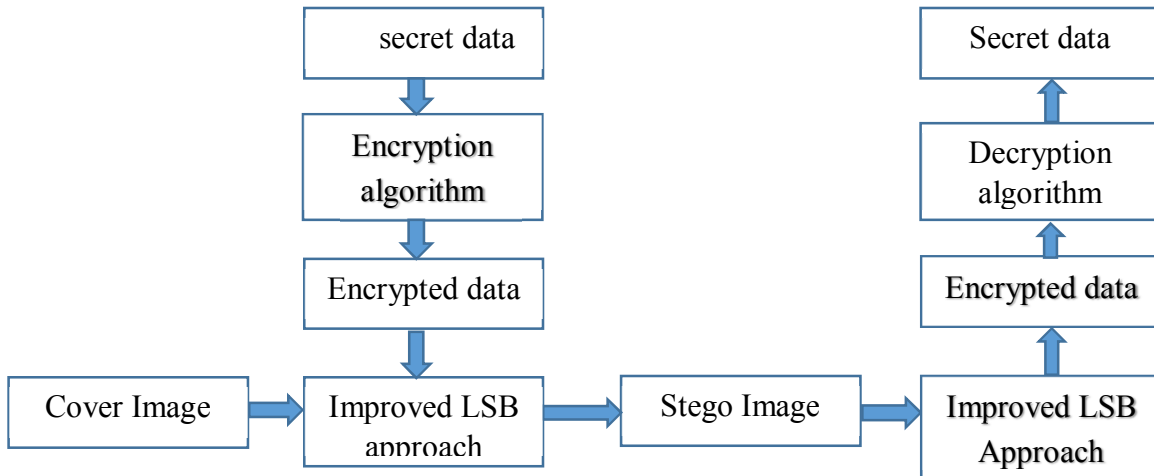 secret data
Secret data
Encryption
algorithm
Decryption
algorithm
Encrypted data
Encrypted data
Cover Image
Improved LSB
approach
Stego Image
Improved LSB
Approach